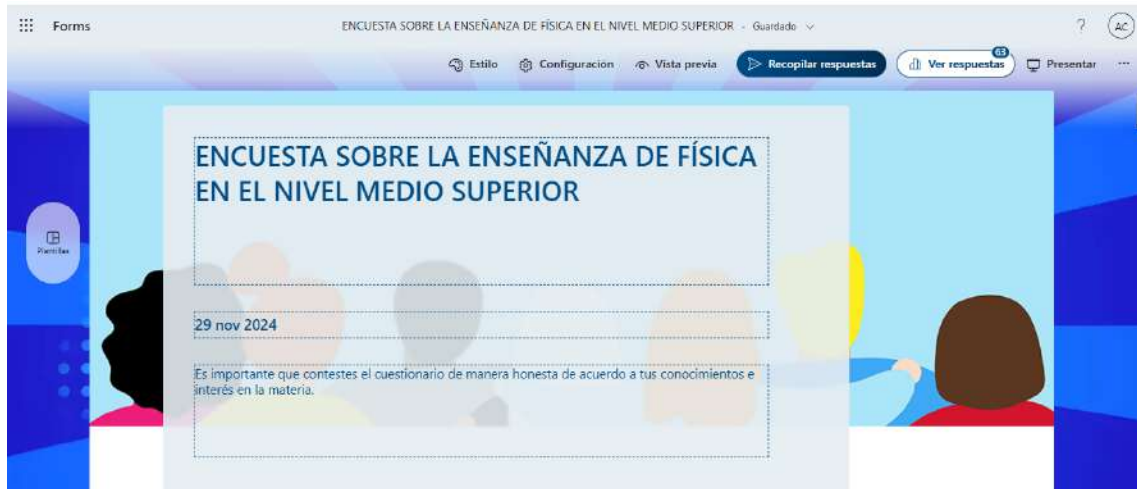 Forms
ENCUESTA SOBRE LA ENSEÑANZA DE FÍSICA EN EL NIVEL MEDIO SUPERIOR - Guardado
? AC
Estilo Configuración Vista previa Recopilar respuestas Ver respuestas 63 Presentar ...
ENCUESTA SOBRE LA ENSEÑANZA DE FÍSICA
EN EL NIVEL MEDIO SUPERIOR
Plantillas
29 nov 2024
Es importante que contestes el cuestionario de manera honesta de acuerdo a tus conocimientos e
interés en la materia.